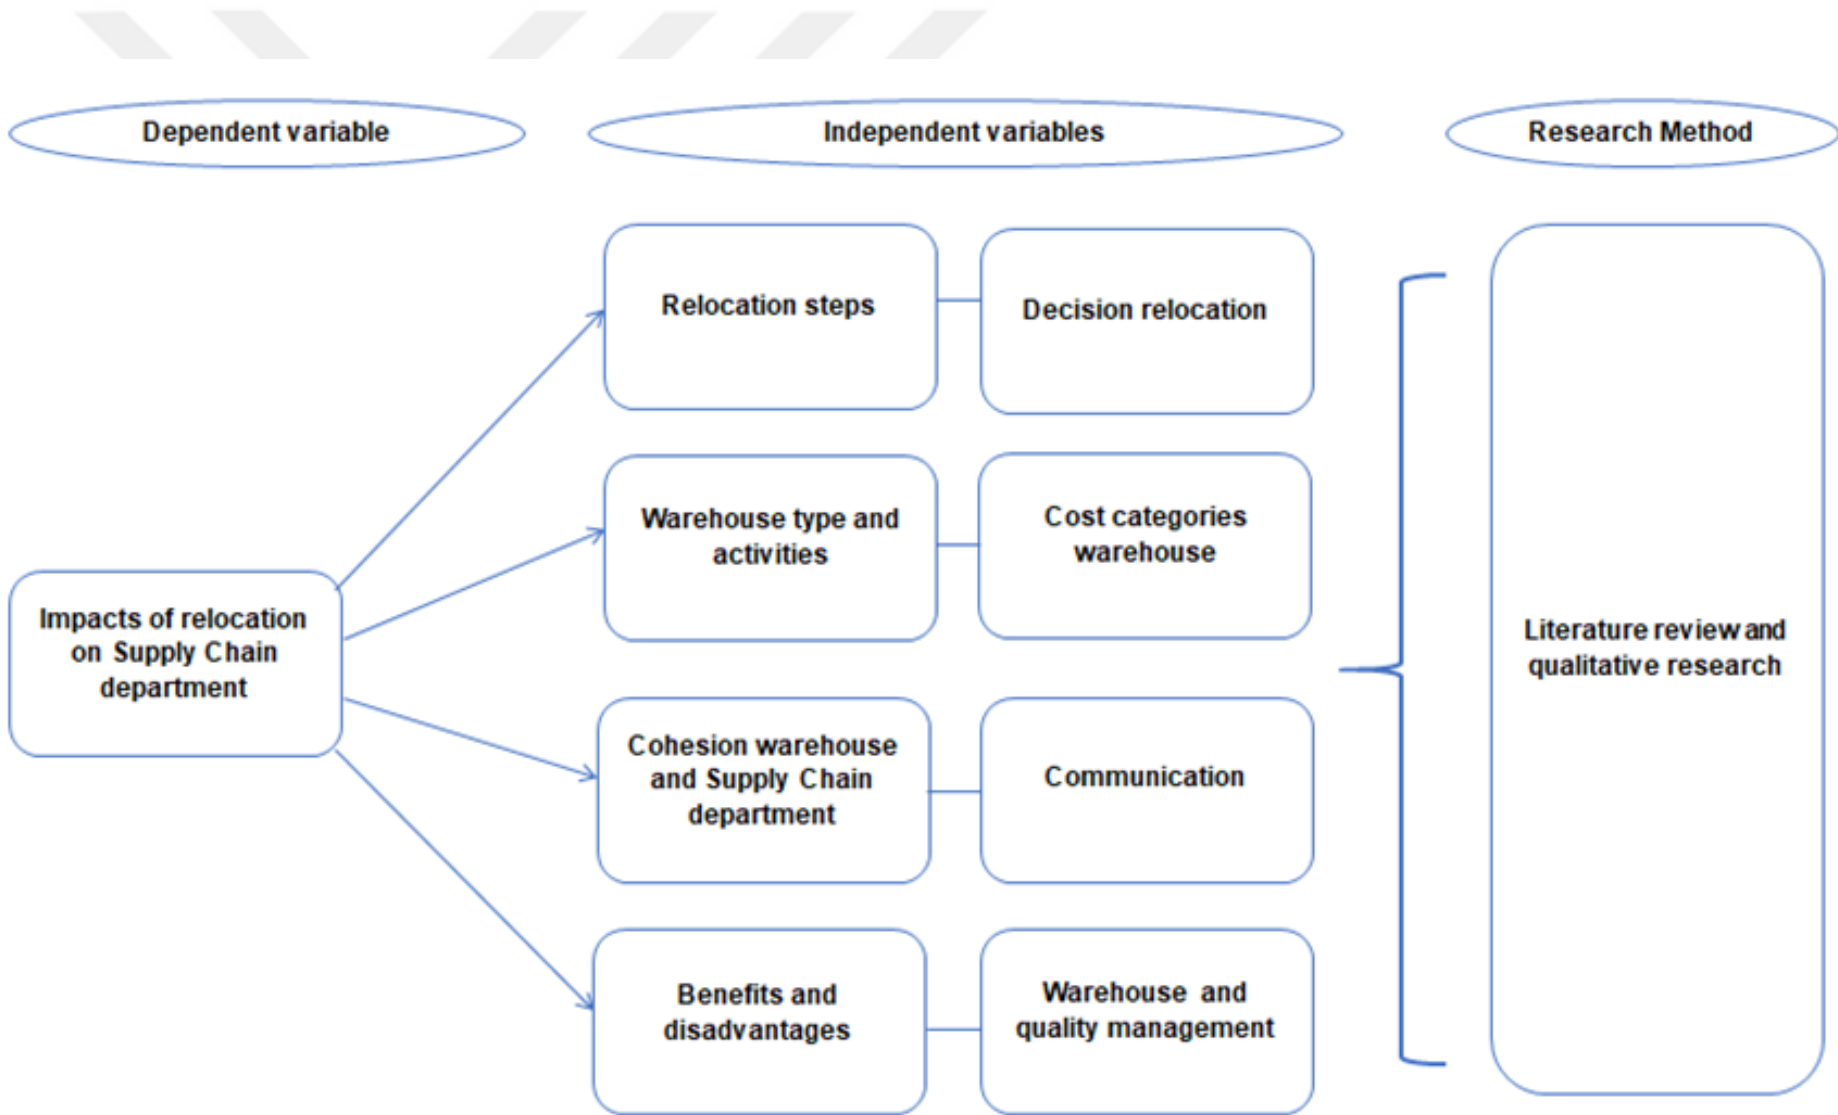 Dependent variable
Independent variables
Research Method
Relocation steps
Decision relocation
Warehouse type and
activities
Cost categories
warehouse
Impacts of relocation
on Supply Chain
department
Literature review and
qualitative research
Cohesion warehouse
and Supply Chain
department
Communication
Benefits and
disadvantages
Warehouse and
quality management